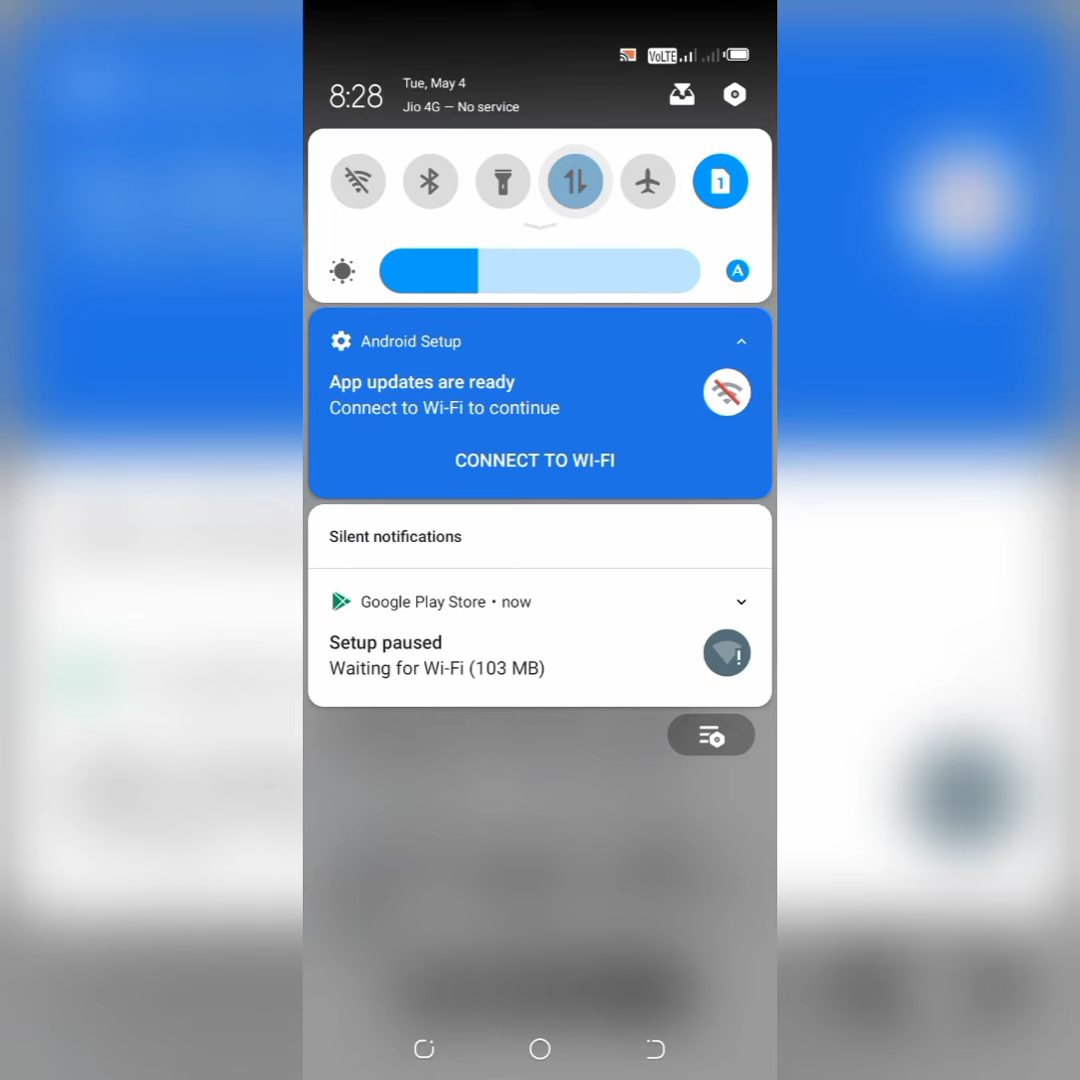 VoLTE
8:28
Tue, May 4
Jio 4G — No service
1
A
Android Setup
App updates are ready
Connect to Wi-Fi to continue
CONNECT TO WI-FI
Silent notifications
Google Play Store • now
Setup paused
Waiting for Wi-Fi (103 MB)